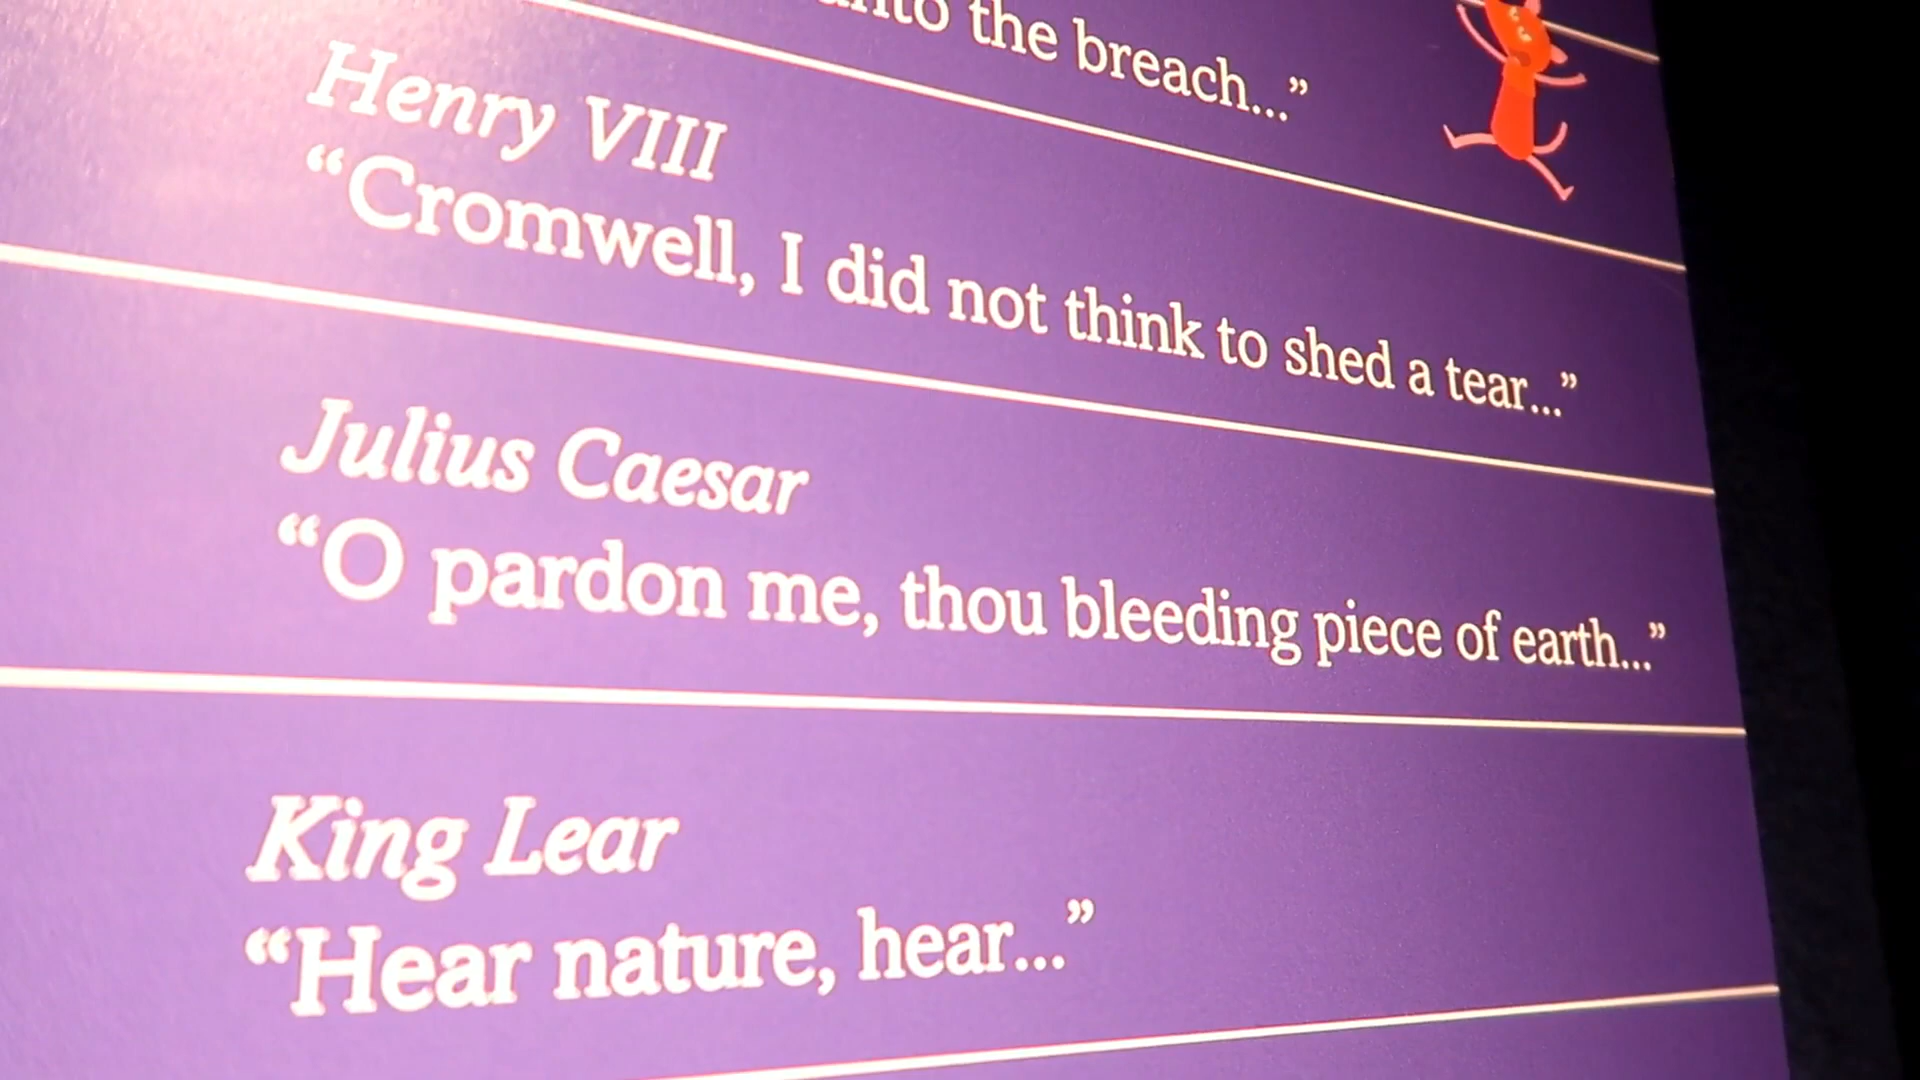 the breach...”
Henry VIII
“Cromwell, I did not think to shed a tear...”
Julius Caesar
“O pardon me, thou bleeding piece of earth...”
King Lear
“Hear nature, hear...”